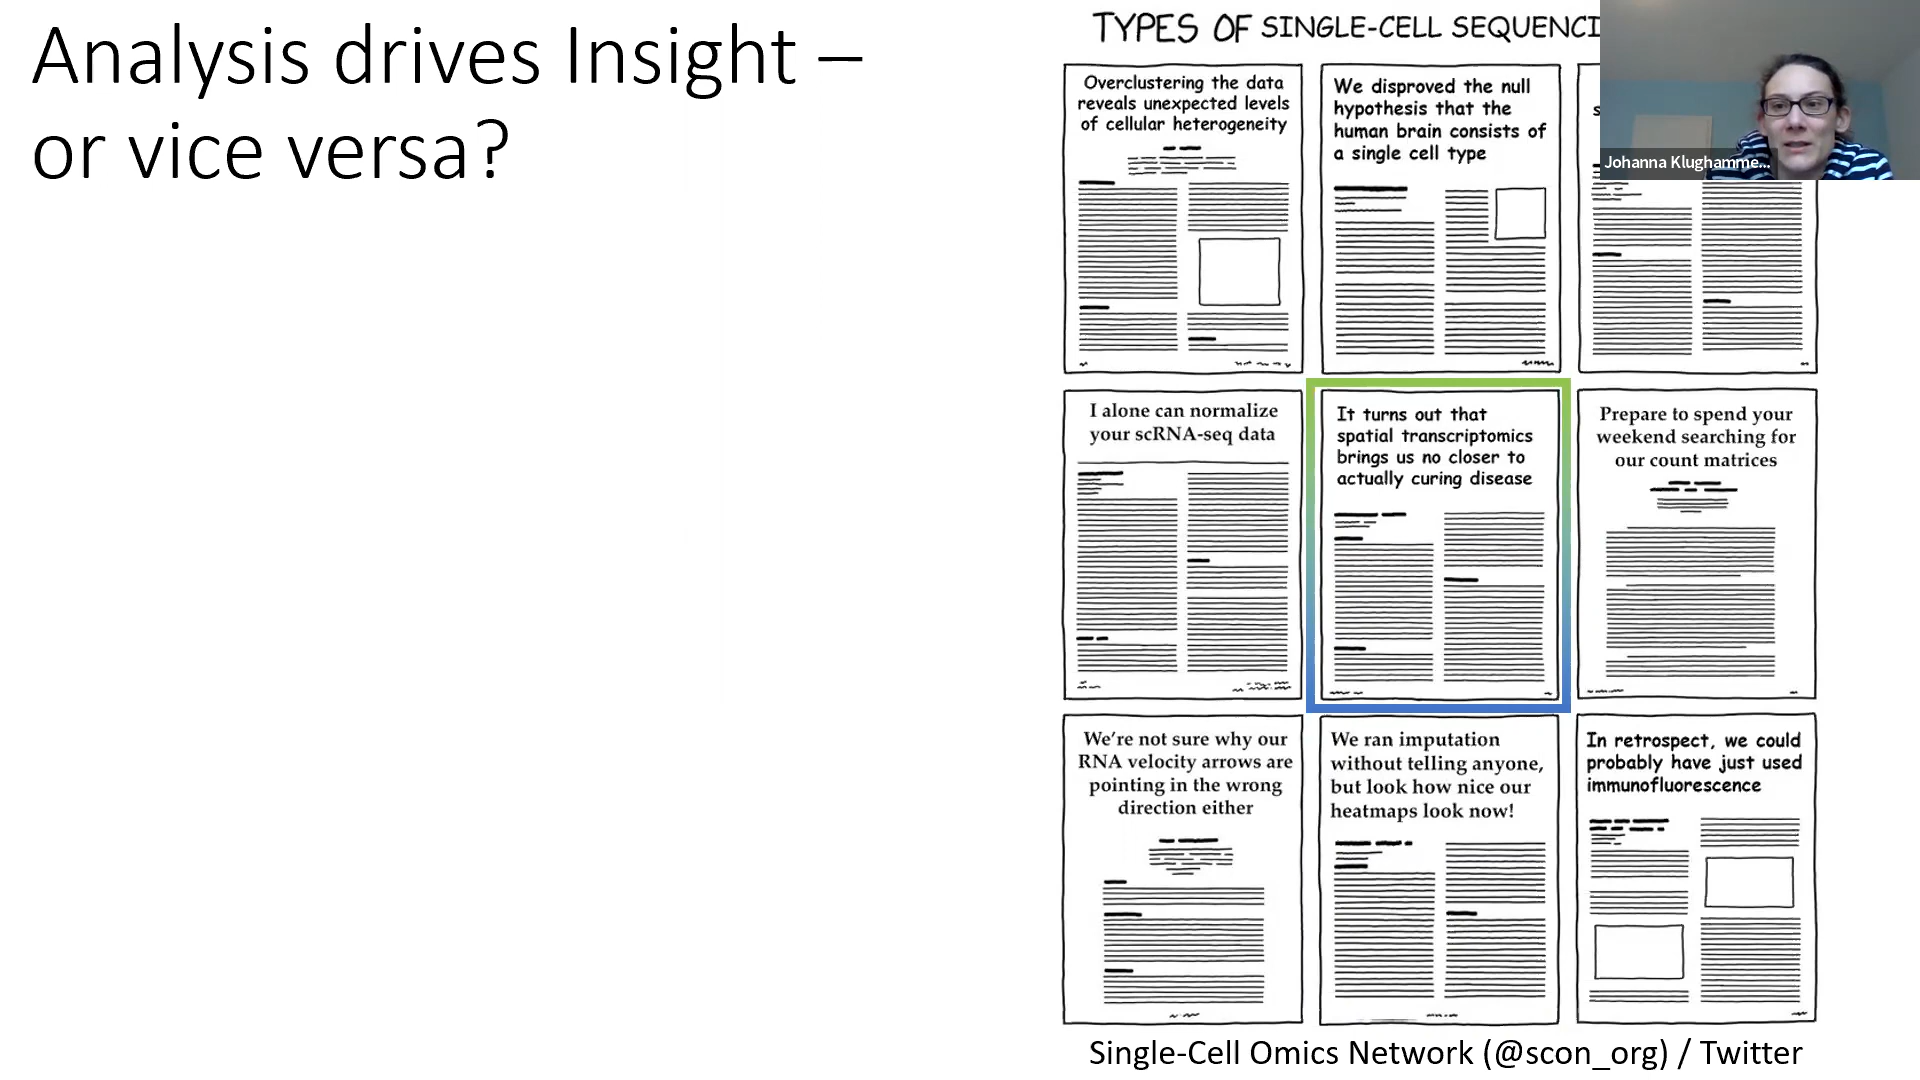 Analysis drives Insight –
or vice versa?
TYPES OF SINGLE-CELL
Johanna Klughamme...
Overclustering the data
reveals unexpected levels
of cellular heterogeneity
We disproved the null
hypothesis that the
human brain consists of
a single cell type
I alone can normalize
your scRNA-seq data
It turns out that
spatial transcriptomics
brings us no closer to
actually curing disease
Prepare to spend your
weekend searching for
our count matrices
We're not sure why our
RNA velocity arrows are
pointing in the wrong
direction either
We ran imputation
without telling anyone,
but look how nice our
heatmaps look now!
In retrospect, we could
probably have just used
immunofluorescence
Single-Cell Omics Network (@scon_org) / Twitter